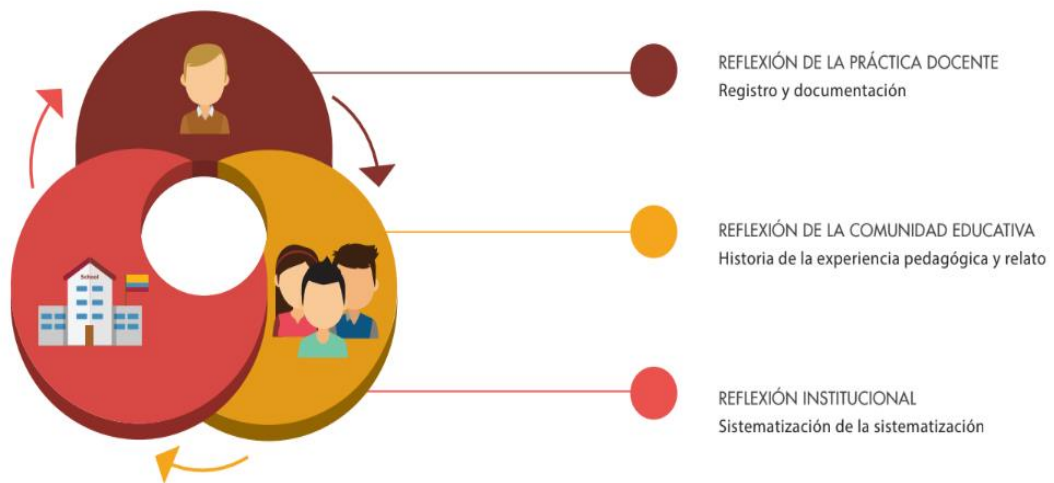 REFLEXIÓN DE LA PRÁCTICA DOCENTE
Registro y documentación
REFLEXIÓN DE LA COMUNIDAD EDUCATIVA
Historia de la experiencia pedagógica y relato
School
REFLEXIÓN INSTITUCIONAL
Sistematización de la sistematización